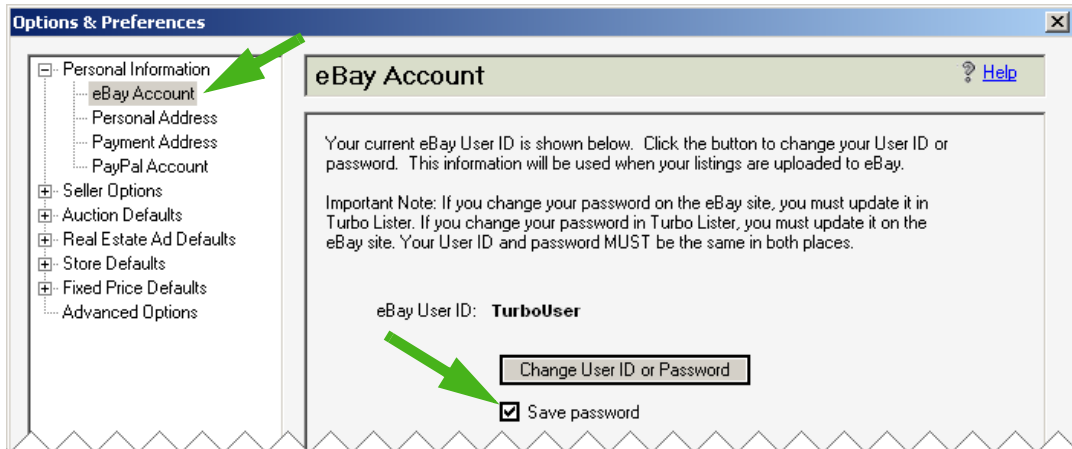 Options & Preferences
Personal Information
eBay Account
Personal Address
Payment Address
PayPal Account
Seller Options
Auction Defaults
Real Estate Ad Defaults
Store Defaults
Fixed Price Defaults
Advanced Options
eBay Account
? Help
Your current eBay User ID is shown below.  Click the button to change your User ID or
password.  This information will be used when your listings are uploaded to eBay.
Important Note: If you change your password on the eBay site, you must update it in
Turbo Lister. If you change your password in Turbo Lister, you must update it on the
eBay site. Your User ID and password MUST be the same in both places.
eBay User ID: TurboUser
Change User ID or Password
Save password